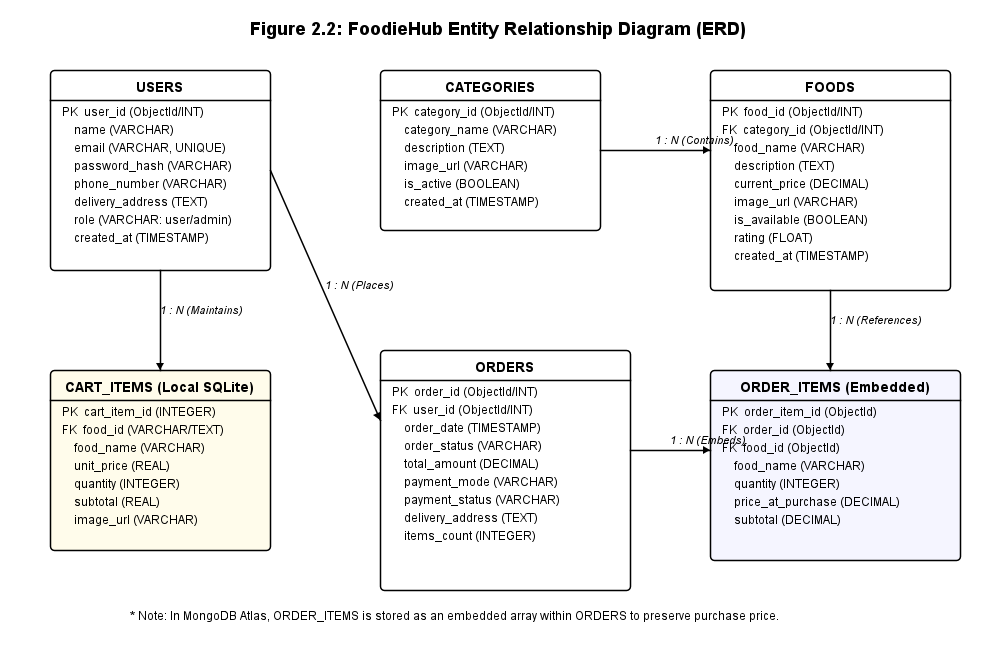 Figure 2.2: FoodieHub Entity Relationship Diagram (ERD)
USERS
PK user_id (ObjectId/INT)
name (VARCHAR)
email (VARCHAR, UNIQUE)
password_hash (VARCHAR)
phone_number (VARCHAR)
delivery_address (TEXT)
role (VARCHAR: user/admin)
created_at (TIMESTAMP)
CATEGORIES
PK category_id (ObjectId/INT)
category_name (VARCHAR)
description (TEXT)
image_url (VARCHAR)
is_active (BOOLEAN)
created_at (TIMESTAMP)
1 : N (Contains)
FOODS
PK food_id (ObjectId/INT)
FK category_id (ObjectId/INT)
food_name (VARCHAR)
description (TEXT)
current_price (DECIMAL)
image_url (VARCHAR)
is_available (BOOLEAN)
rating (FLOAT)
created_at (TIMESTAMP)
1 : N (Maintains)
1 : N (Places)
1 : N (References)
CART_ITEMS (Local SQLite)
PK cart_item_id (INTEGER)
FK food_id (VARCHAR/TEXT)
food_name (VARCHAR)
unit_price (REAL)
quantity (INTEGER)
subtotal (REAL)
image_url (VARCHAR)
ORDERS
PK order_id (ObjectId/INT)
FK user_id (ObjectId/INT)
order_date (TIMESTAMP)
order_status (VARCHAR)
total_amount (DECIMAL)
payment_mode (VARCHAR)
payment_status (VARCHAR)
delivery_address (TEXT)
items_count (INTEGER)
1 : N (Embeds)
ORDER_ITEMS (Embedded)
PK order_item_id (ObjectId)
FK order_id (ObjectId)
FK food_id (ObjectId)
food_name (VARCHAR)
quantity (INTEGER)
price_at_purchase (DECIMAL)
subtotal (DECIMAL)
* Note: In MongoDB Atlas, ORDER_ITEMS is stored as an embedded array within ORDERS to preserve purchase price.